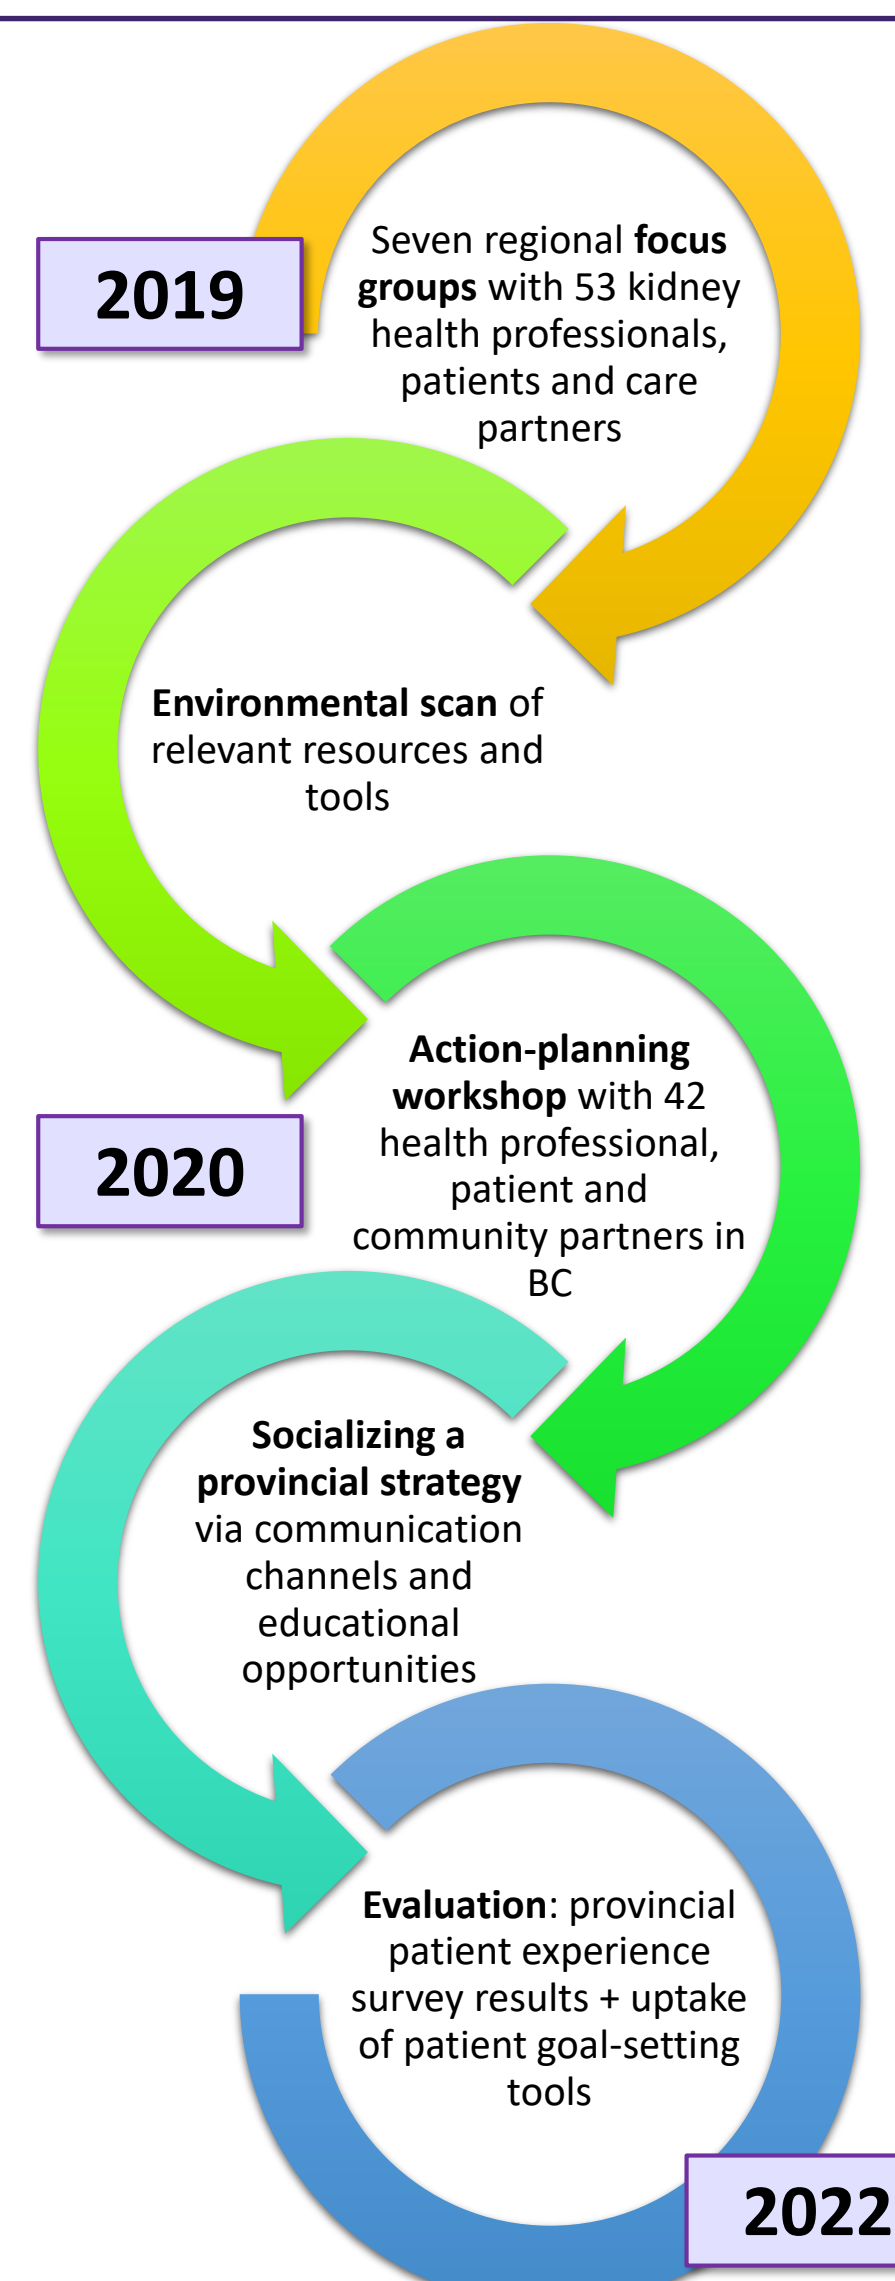 2019
Seven regional focus
groups with 53 kidney
health professionals,
patients and care
partners
Environmental scan of
relevant resources and
tools
2020
Action-planning
workshop with 42
health professional,
patient and
community partners in
BC
Socializing a
provincial strategy
via communication
channels and
educational
opportunities
Evaluation: provincial
patient experience
survey results + uptake
of patient goal-setting
tools
2022